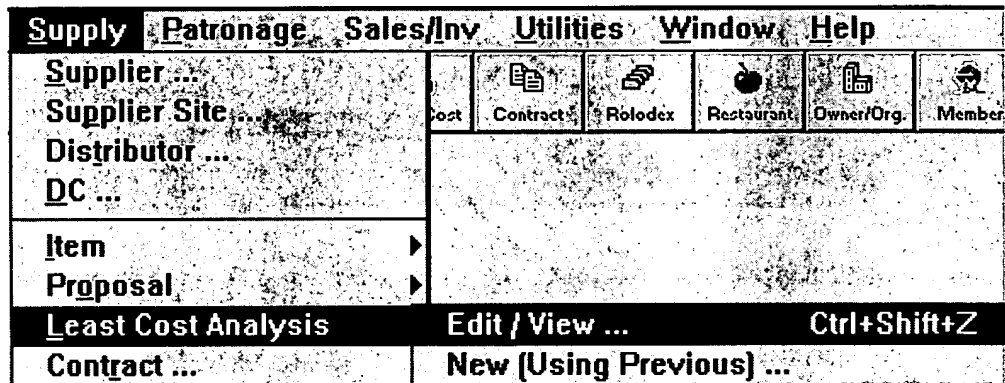 Supply Patronage Sales/Inv Utilities Window Help
Supplier ...
Supplier Site ...
Distributor ...
DC ...
Cost Contract Rolodex Restaurant Owner/Org. Member
Item
Proposal
Least Cost Analysis Edit / View ... Ctrl+Shift+Z
Contract ... New (Using Previous) ...